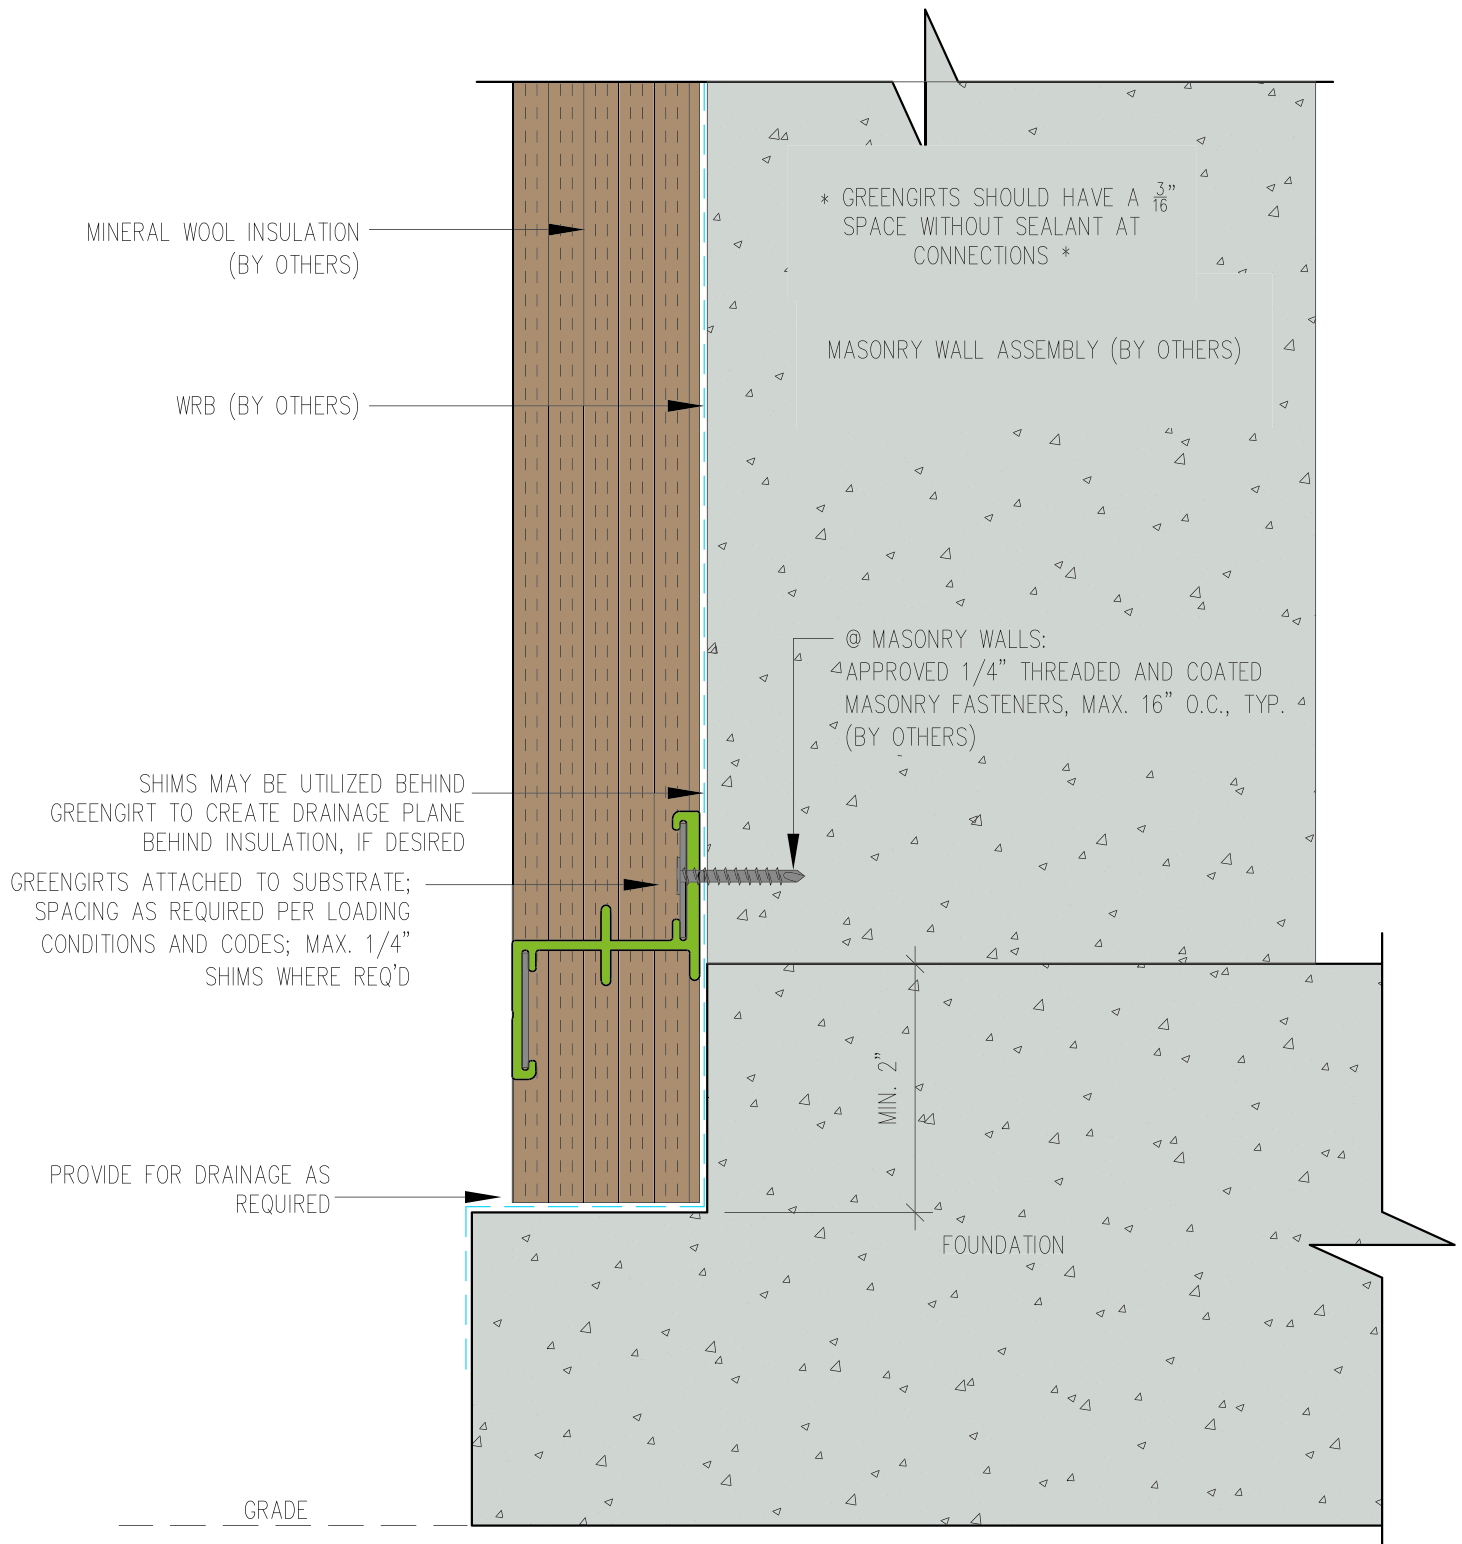 * GREENGIRTS SHOULD HAVE A 3/16"
SPACE WITHOUT SEALANT AT
CONNECTIONS *
MINERAL WOOL INSULATION
(BY OTHERS)
MASONRY WALL ASSEMBLY (BY OTHERS)
WRB (BY OTHERS)
@ MASONRY WALLS:
APPROVED 1/4" THREADED AND COATED
MASONRY FASTENERS, MAX. 16" O.C., TYP.
(BY OTHERS)
SHIMS MAY BE UTILIZED BEHIND
GREENGIRT TO CREATE DRAINAGE PLANE
BEHIND INSULATION, IF DESIRED
GREENGIRTS ATTACHED TO SUBSTRATE;
SPACING AS REQUIRED PER LOADING
CONDITIONS AND CODES; MAX. 1/4"
SHIMS WHERE REQ'D
MIN. 2"
PROVIDE FOR DRAINAGE AS
REQUIRED
FOUNDATION
GRADE